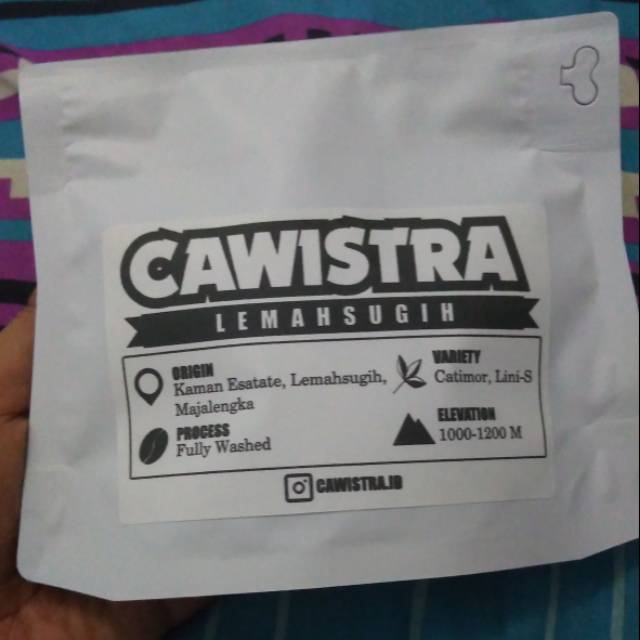 CAWISTRA
LEMAHSUGIH
ORIGIN
Kaman Esatate, Lemahsugih,
Majalengka
PROCESS
Fully Washed
VARIETY
Catimor, Lini-S
ELEVATION
1000-1200 M
CAWISTRA.ID